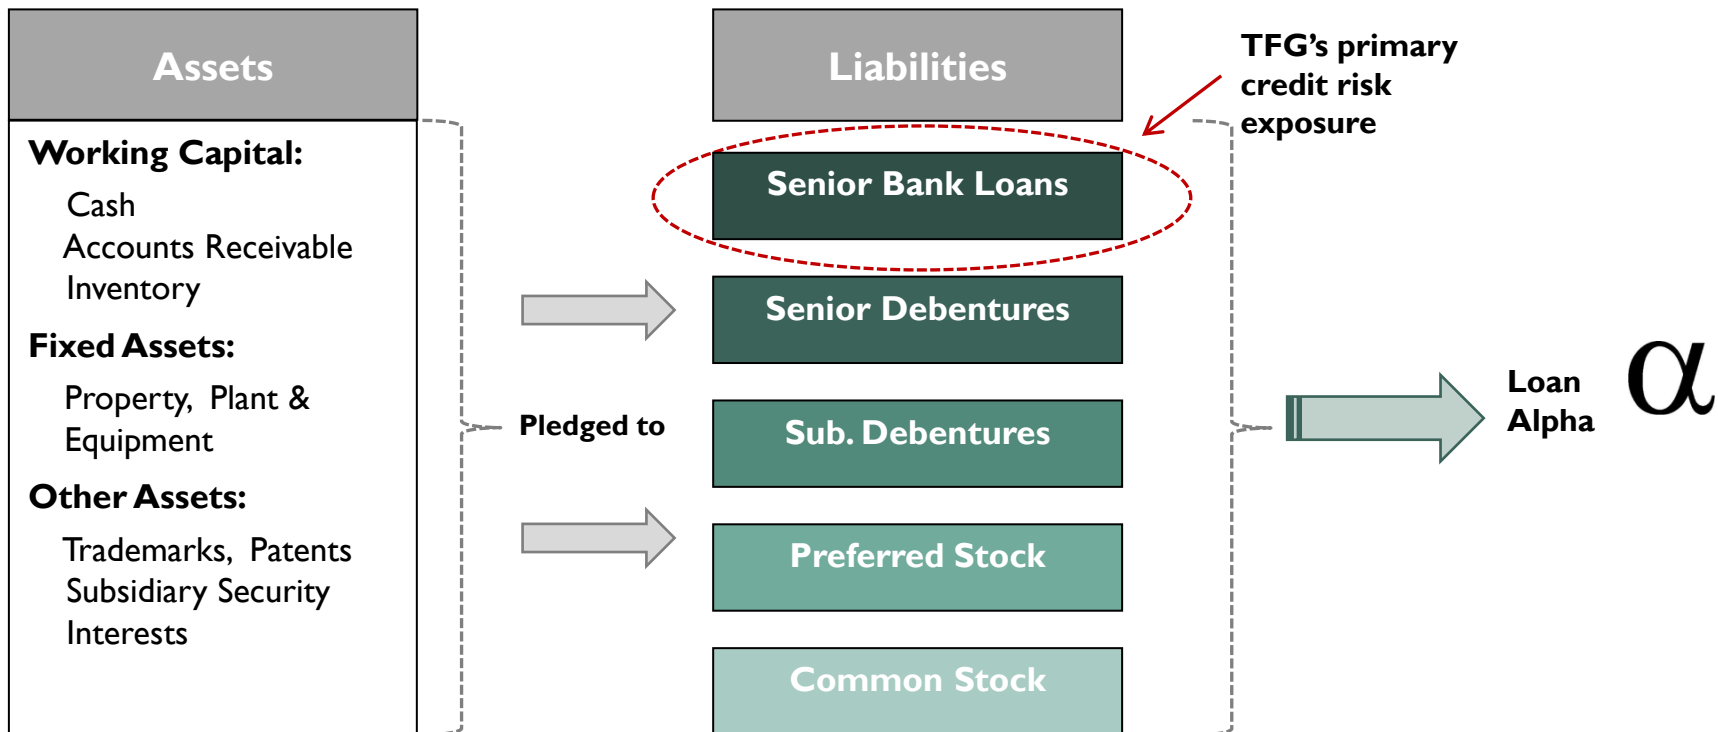 Assets
Working Capital:
Cash
Accounts Receivable
Inventory
Fixed Assets:
Property, Plant &
Equipment
Other Assets:
Trademarks, Patents
Subsidiary Security
Interests
Pledged to
Liabilities
Senior Bank Loans
Senior Debentures
Sub. Debentures
Preferred Stock
Common Stock
TFG’s primary
credit risk
exposure
Loan
Alpha
α